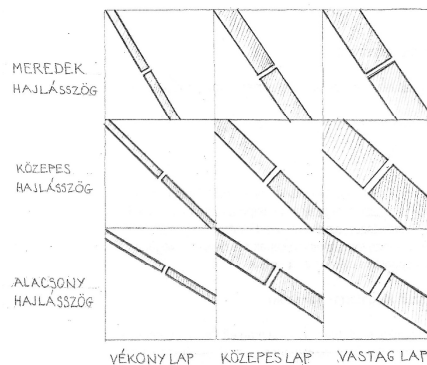 MEREDEK
HAJLÁSSZÖG
KÖZEPES
HAJLÁSSZÖG
ALACSONY
HAJLÁSSZÖG
VÉKONY LAP
KÖZEPES LAP
VASTAG LAP